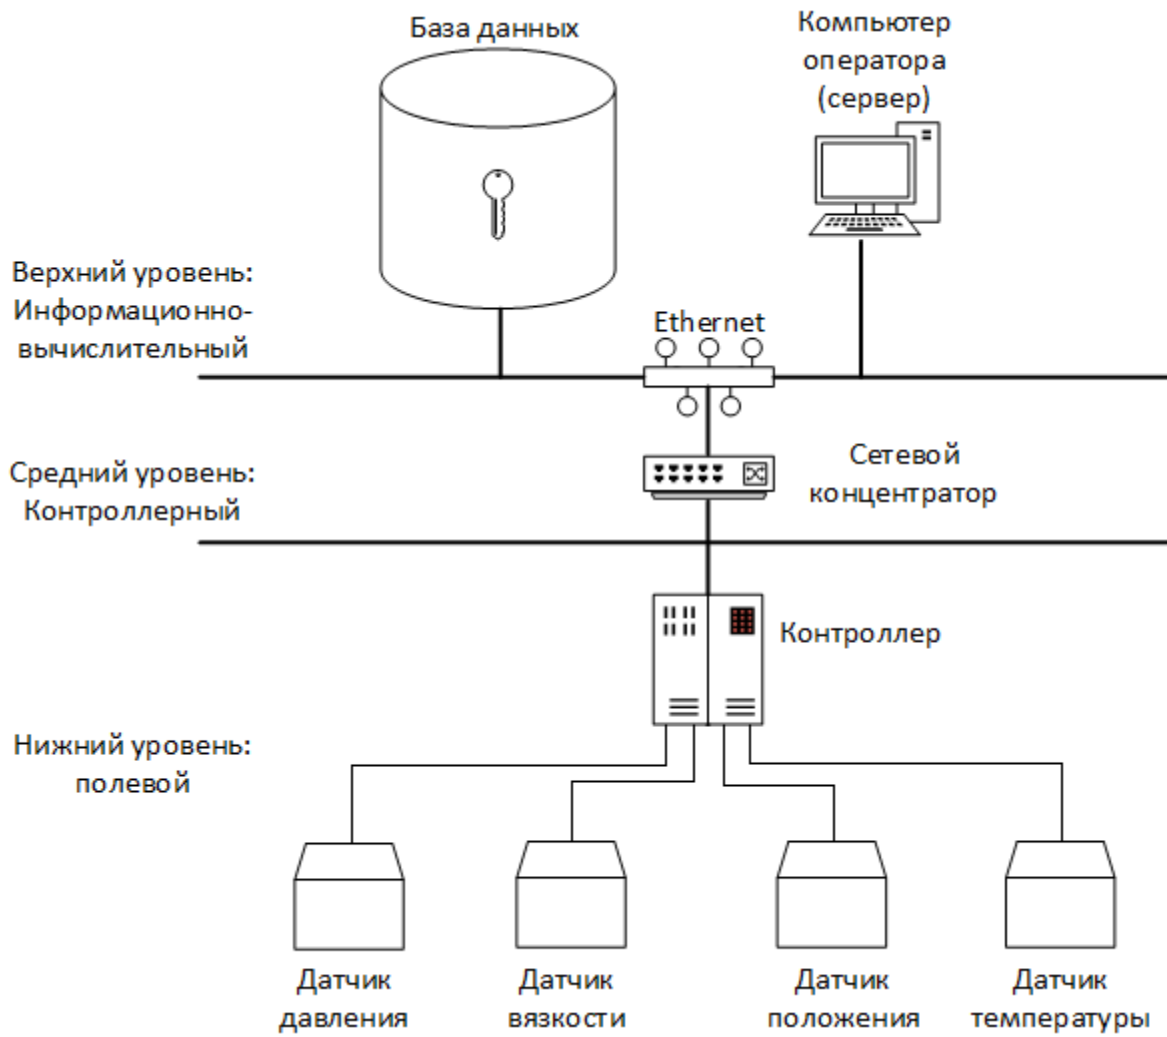 База данных
Компьютер
оператора
(сервер)
Верхний уровень:
Информационно-
вычислительный
Ethernet
Средний уровень:
Контроллерный
Сетевой
концентратор
Контроллер
Нижний уровень:
полевой
Датчик
давления
Датчик
вязкости
Датчик
положения
Датчик
температуры